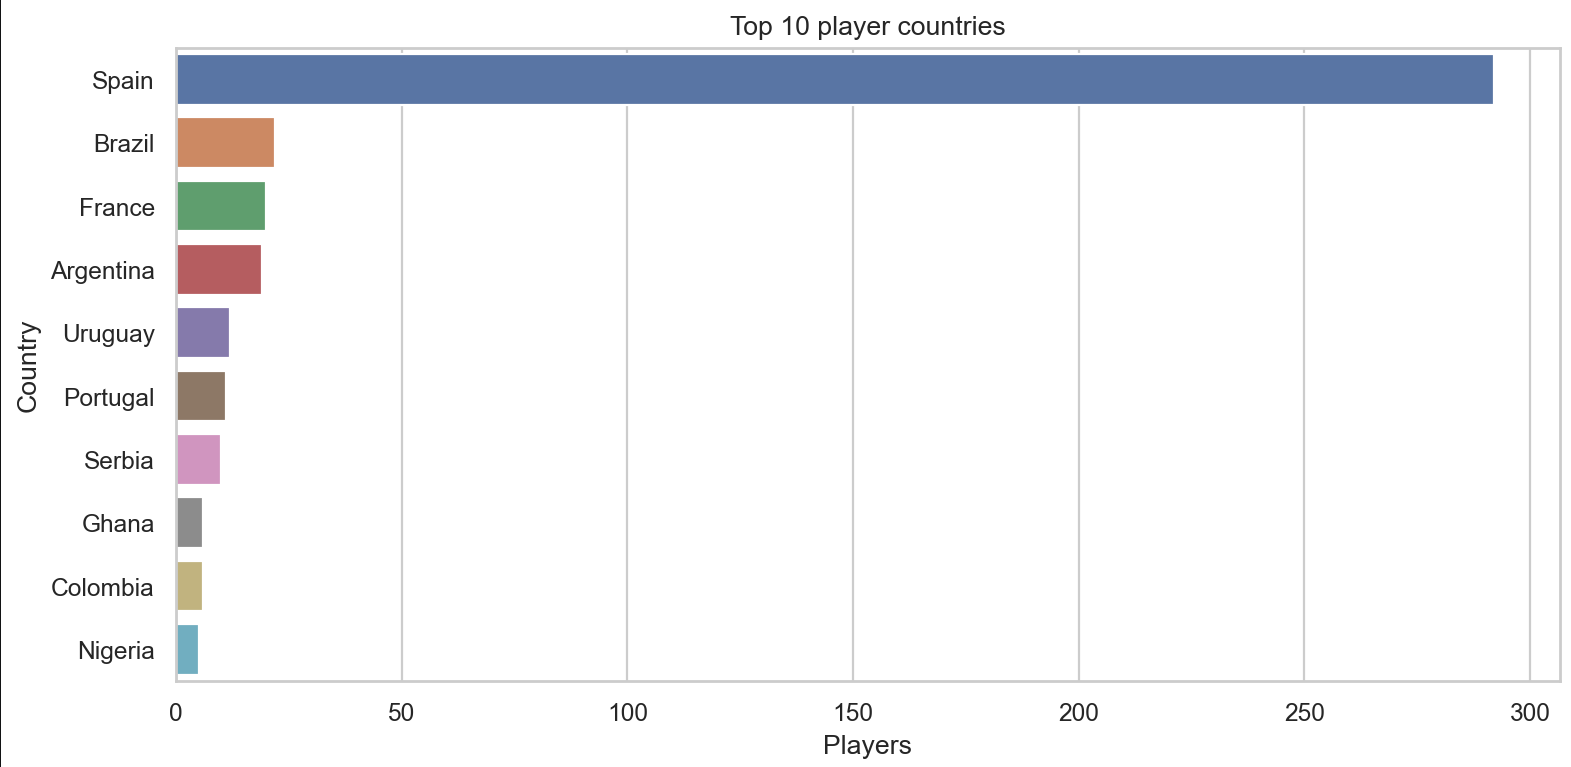 Top 10 player countries
Country
Spain
Brazil
France
Argentina
Uruguay
Portugal
Serbia
Ghana
Colombia
Nigeria
0 50 100 150 200 250 300
Players